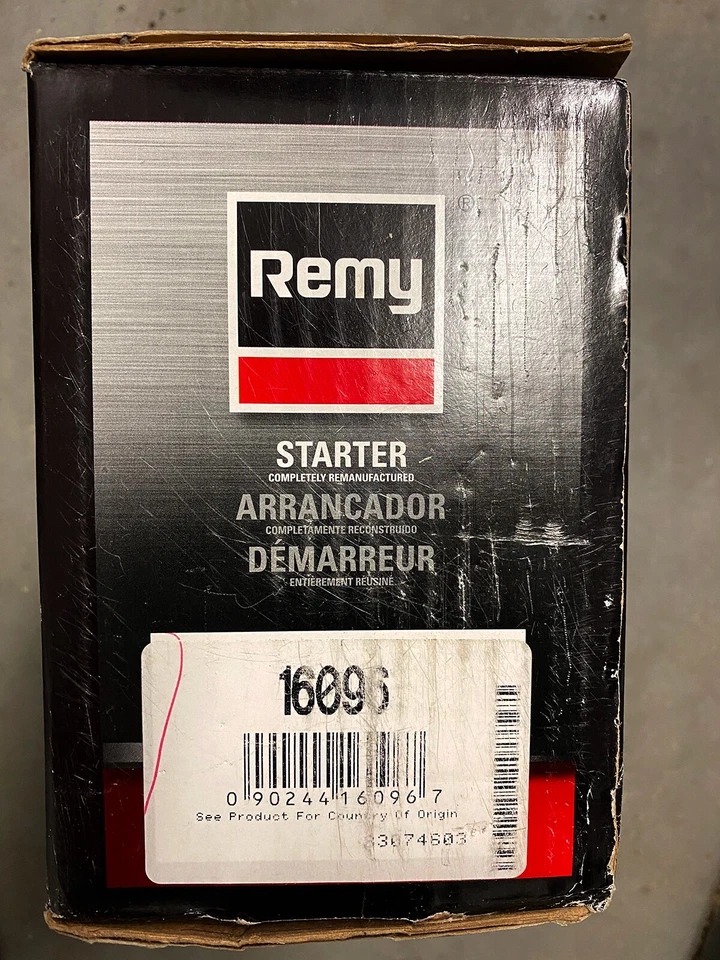 Remy
®
STARTER
COMPLETELY REMANUFACTURED
ARRANCADOR
COMPLETAMENTE RECONSTRUIDO
DÉMARREUR
ENTIÈREMENT RÉUSINÉ
16096
0 90244 16096 7
See Product For Country Of Origin